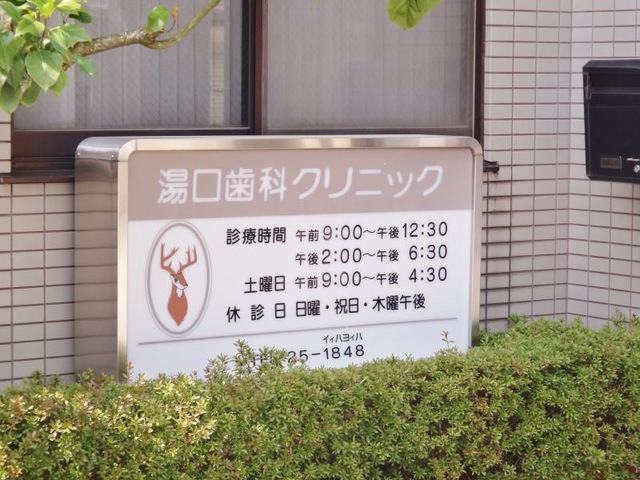 湯口歯科クリニック
診療時間 午前 9:00〜午後 12:30
午後 2:00〜午後 6:30
土曜日 午前 9:00〜午後 4:30
休診日 日曜・祝日・木曜午後
イィハヨィハ
25-1848